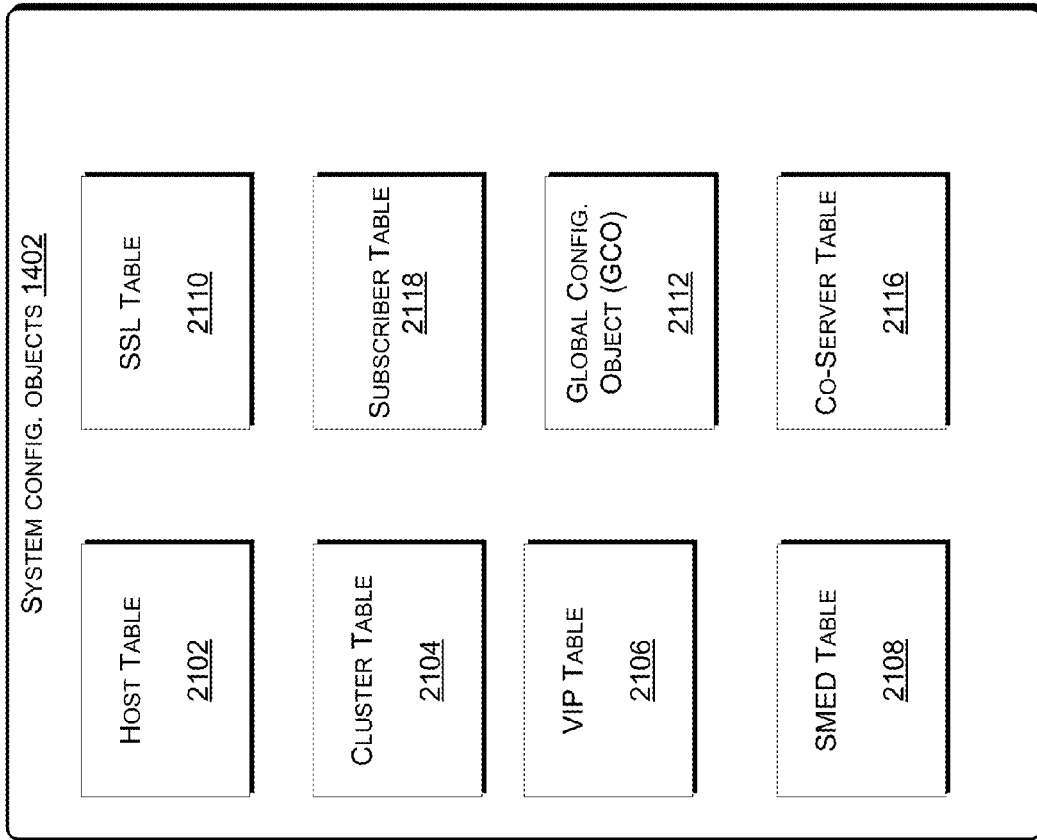 SYSTEM CONFIG. OBJECTS 1402
HOST TABLE
2102
SSL TABLE
2110
CLUSTER TABLE
2104
SUBSCRIBER TABLE
2118
VIP TABLE
2106
GLOBAL CONFIG.
OBJECT (GCO)
2112
SMED TABLE
2108
CO-SERVER TABLE
2116